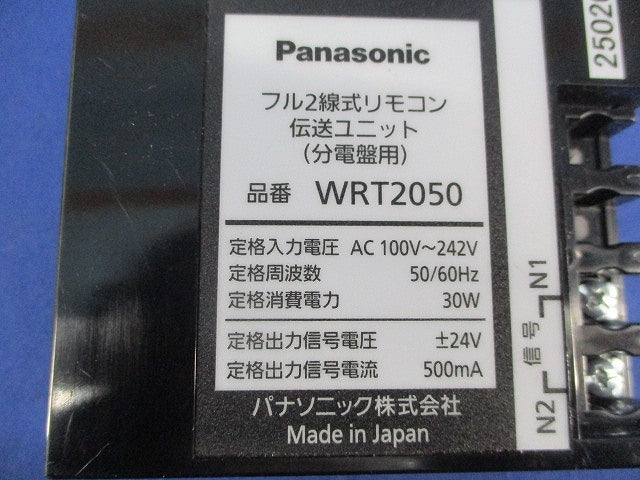 Panasonic
フル2線式リモコン
伝送ユニット
(分電盤用)
品番 WRT2050
定格入力電圧 AC 100V～242V
定格周波数 50/60Hz
定格消費電力 30W
定格出力信号電圧 ±24V
定格出力信号電流 500mA
パナソニック株式会社
Made in Japan
N2 信号 N1